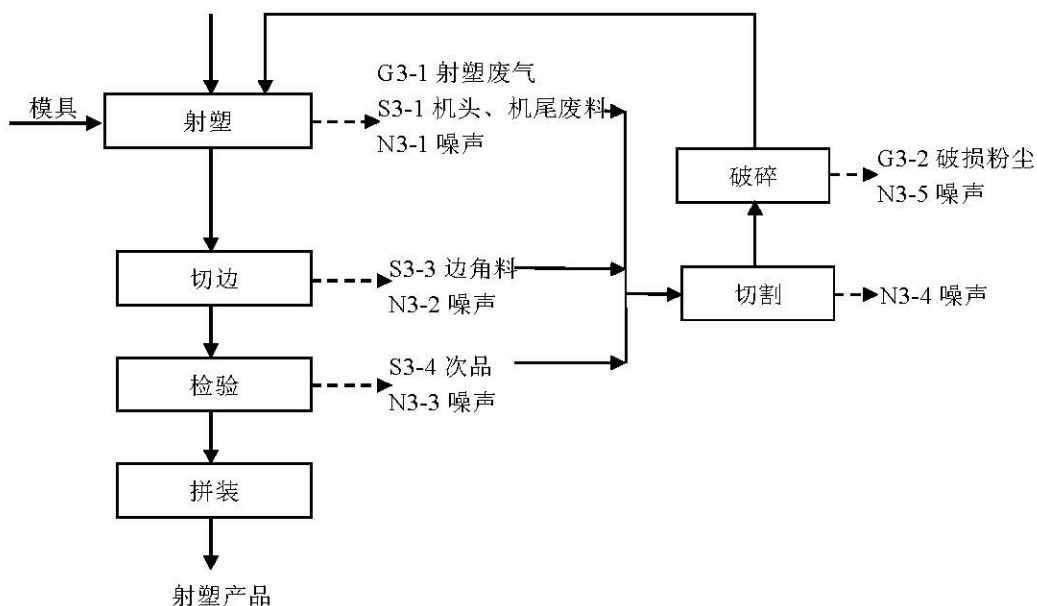 G3-1 射塑废气
模具
射塑
S3-1 机头、机尾废料
N3-1 噪声
破碎
G3-2 破损粉尘
N3-5 噪声
切边
S3-3 边角料
N3-2 噪声
切割
N3-4 噪声
检验
S3-4 次品
N3-3 噪声
拼装
射塑产品